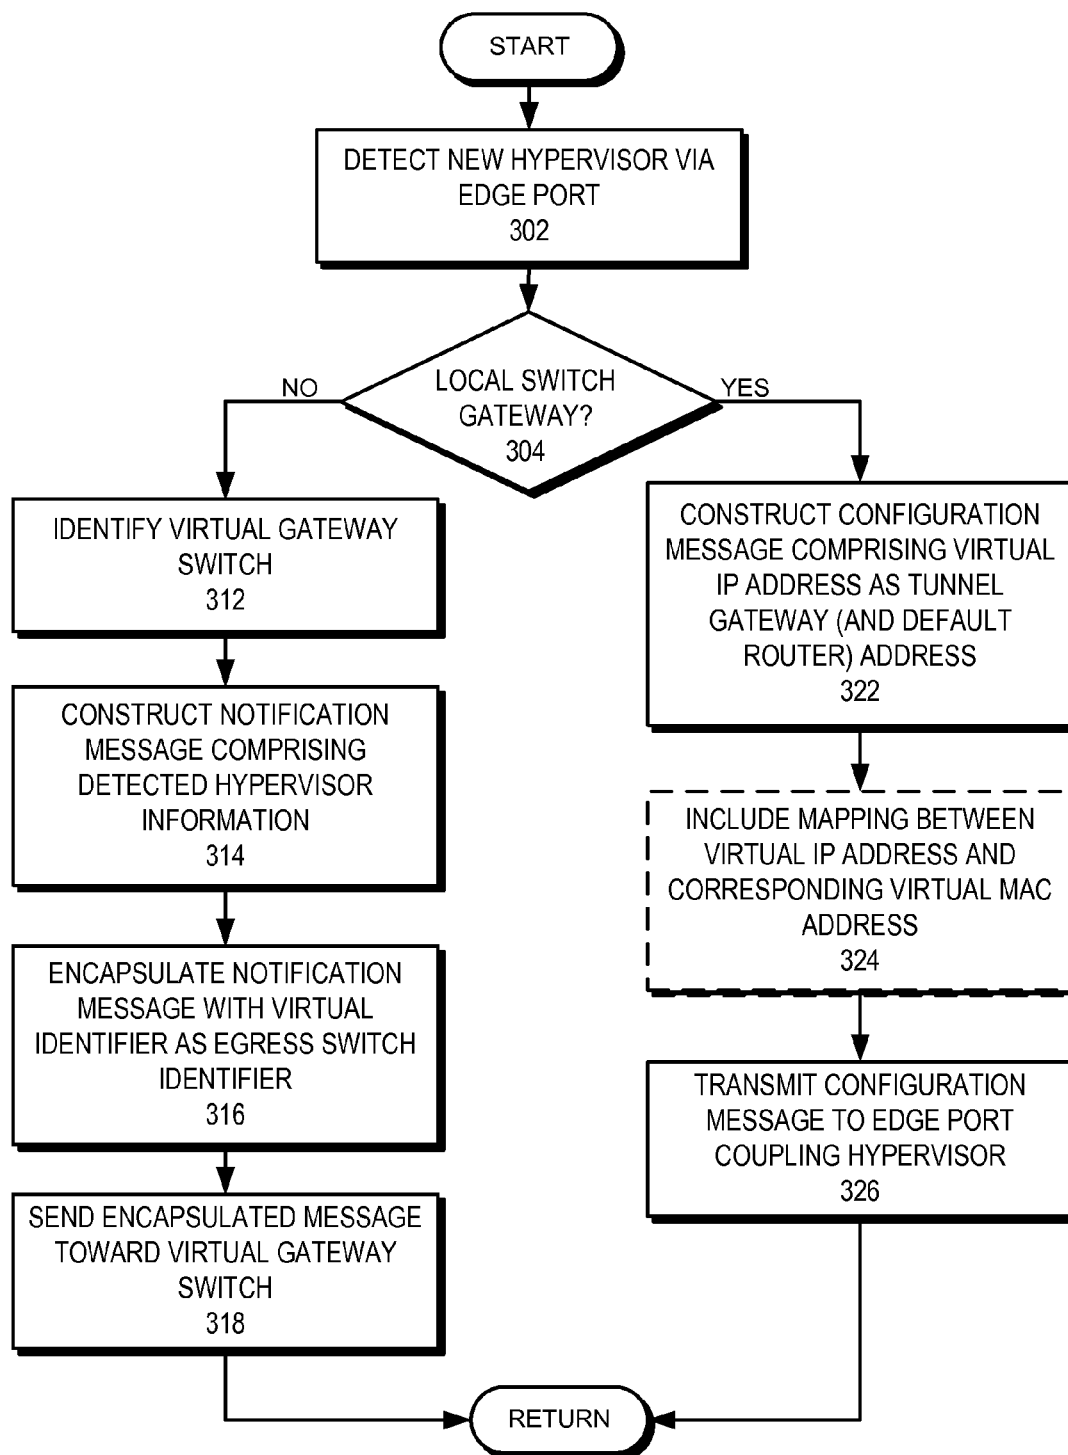 START
DETECT NEW HYPERVISOR VIA
EDGE PORT
302
LOCAL SWITCH
GATEWAY?
304
NO
YES
IDENTIFY VIRTUAL GATEWAY
SWITCH
312
CONSTRUCT NOTIFICATION
MESSAGE COMPRISING
DETECTED HYPERVISOR
INFORMATION
314
ENCAPSULATE NOTIFICATION
MESSAGE WITH VIRTUAL
IDENTIFIER AS EGRESS SWITCH
IDENTIFIER
316
SEND ENCAPSULATED MESSAGE
TOWARD VIRTUAL GATEWAY
SWITCH
318
CONSTRUCT CONFIGURATION
MESSAGE COMPRISING VIRTUAL
IP ADDRESS AS TUNNEL
GATEWAY (AND DEFAULT
ROUTER) ADDRESS
322
INCLUDE MAPPING BETWEEN
VIRTUAL IP ADDRESS AND
CORRESPONDING VIRTUAL MAC
ADDRESS
324
TRANSMIT CONFIGURATION
MESSAGE TO EDGE PORT
COUPLING HYPERVISOR
326
RETURN